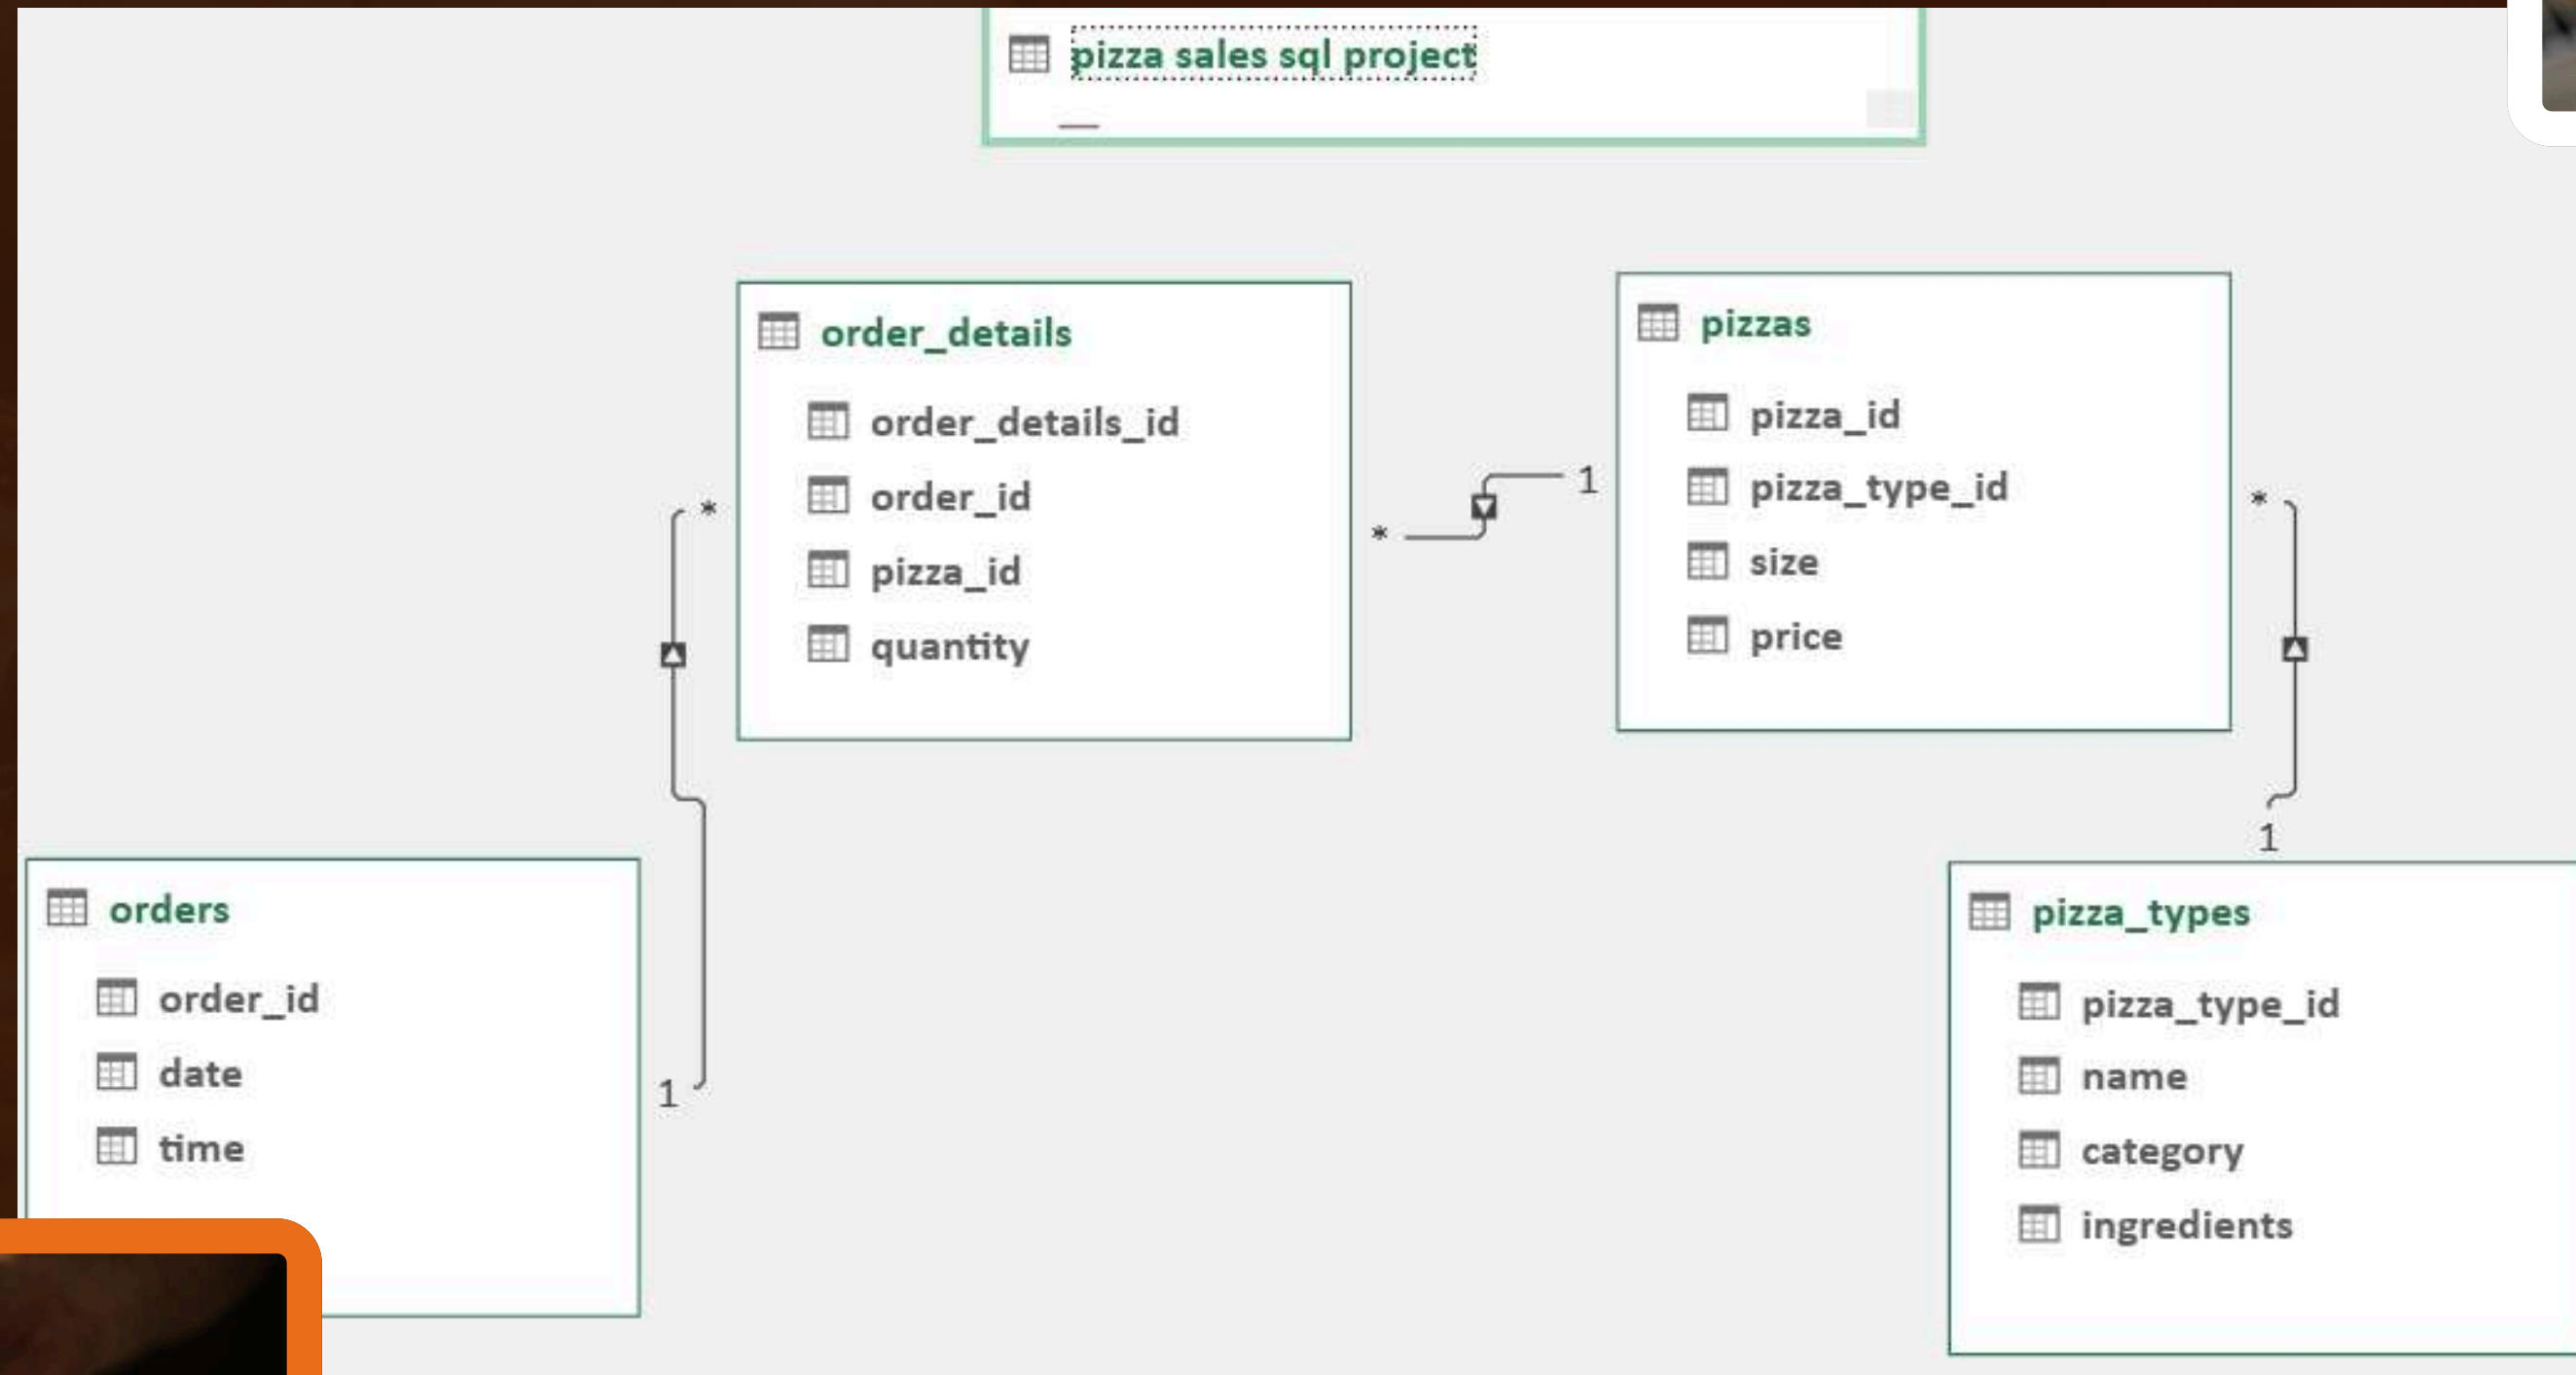 pizza sales sql project
order_details
order_details_id
order_id
pizza_id
quantity
pizzas
pizza_id
pizza_type_id
size
price
* 1
*
*
1
1
orders
order_id
date
time
pizza_types
pizza_type_id
name
category
ingredients